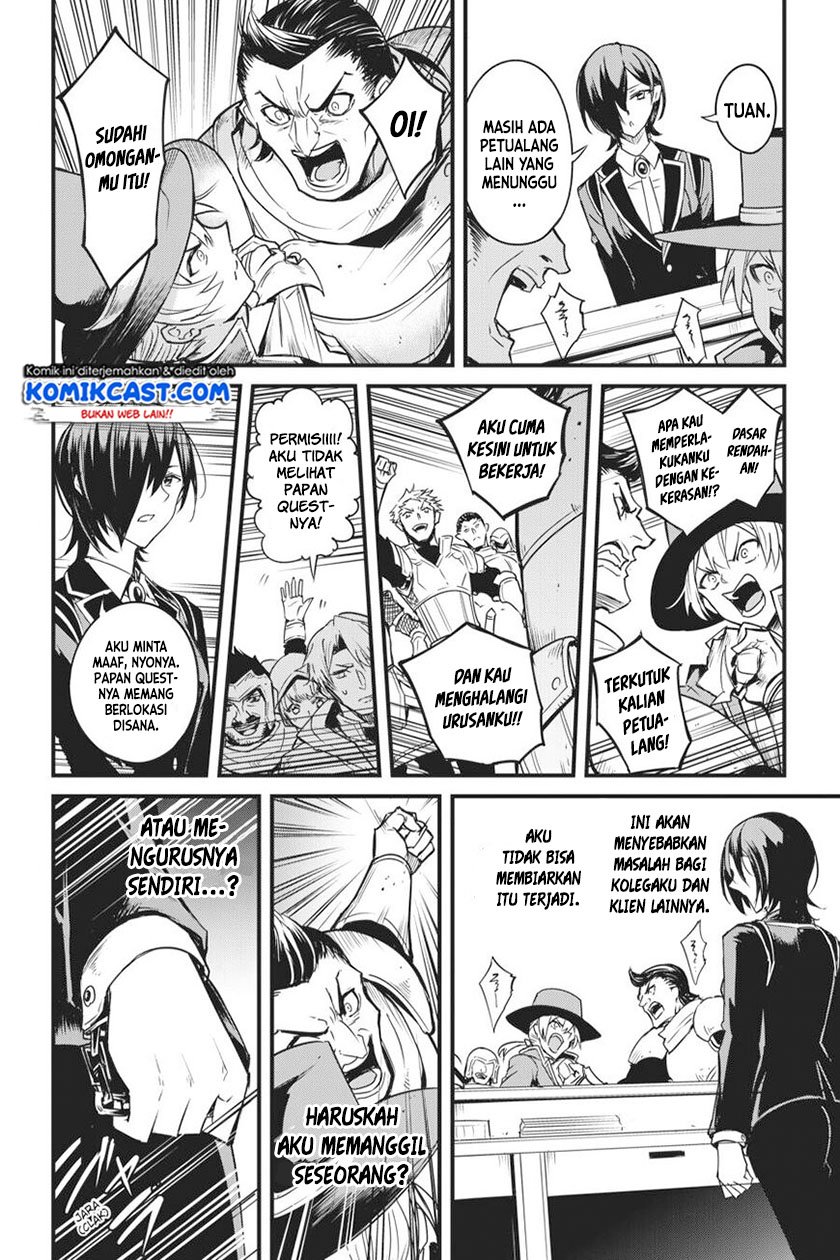 TUAN.
MASIH ADA
PETUALANG
LAIN YANG
MENUNGGU
...
OI!
SUDAHI
OMONGAN-
MU ITU!
Komik ini diterjemahkan & diedit oleh
KOMIKCAST.COM
BUKAN WEB LAIN!!
DASAR
RENDAH-
AN!
APA KAU
MEMPERLA-
KUKANKU
DENGAN KE-
KERASAN!?
TERKUTUK
KALIAN
PETUA-
LANG!
AKU CUMA
KESINI UNTUK
BEKERJA!
DAN KAU
MENGHALANGI
URUSANKU!!
PERMISIIIII!
AKU TIDAK
MELIHAT
PAPAN
QUEST-
NYA!
AKU MINTA
MAAF, NYONYA.
PAPAN QUEST-
NYA MEMANG
BERLOKASI
DISANA.
INI AKAN
MENYEBABKAN
MASALAH BAGI
KOLEGAKU DAN
KLIEN LAINNYA.
AKU
TIDAK BISA
MEMBIARKAN
ITU TERJADI.
HARUSKAH
AKU MEMANGGIL
SESEORANG?
ATAU ME-
NGURUSNYA
SENDIRI...?
JARA
(CLAK)